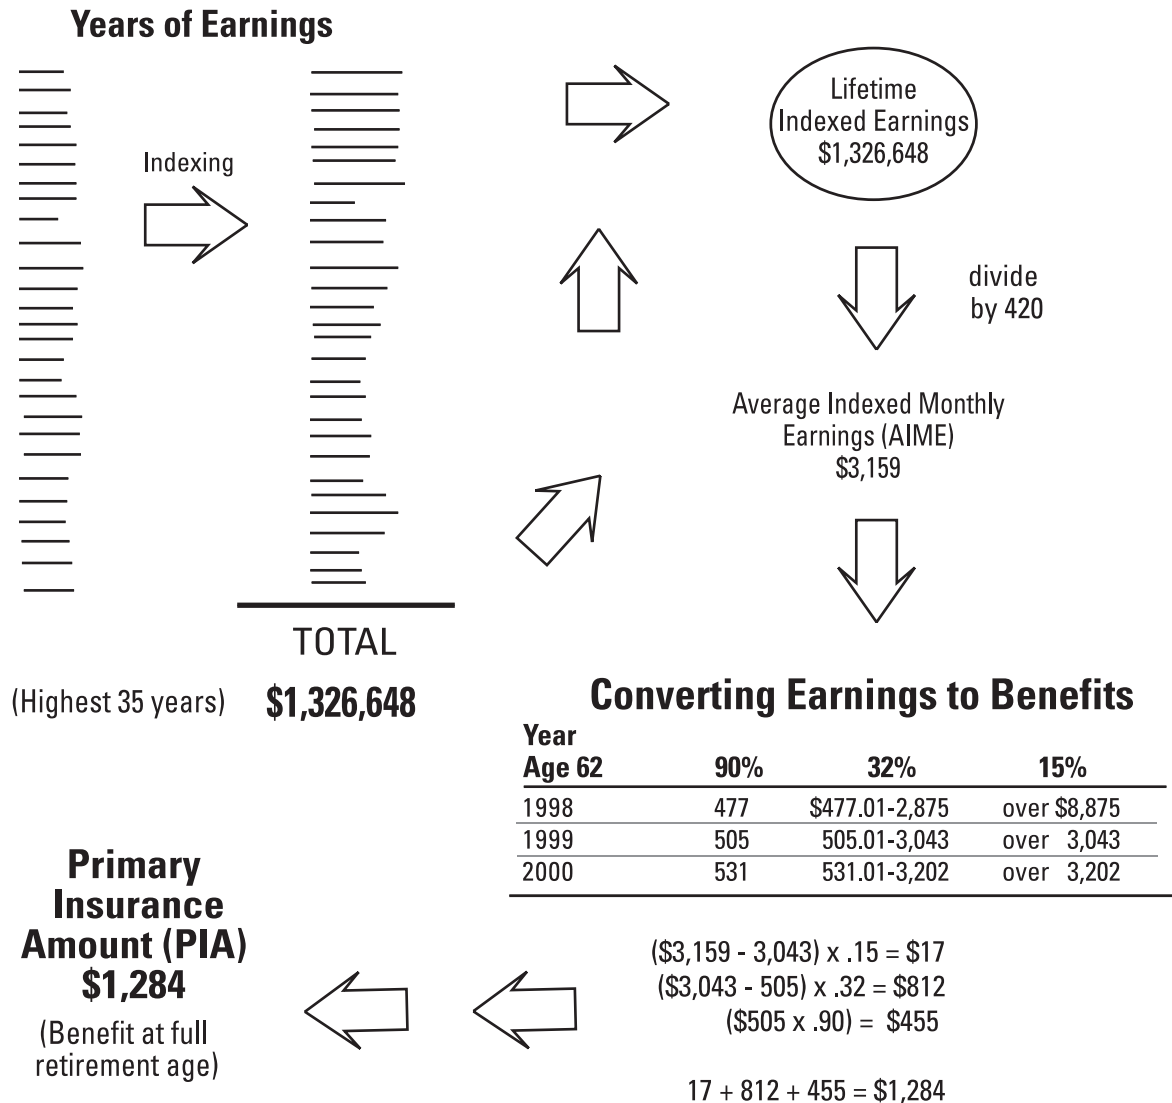 Years of Earnings
Indexing
TOTAL
(Highest 35 years) $1,326,648
Lifetime
Indexed Earnings
$1,326,648
divide
by 420
Average Indexed Monthly
Earnings (AIME)
$3,159
Converting Earnings to Benefits
Year
Age 62 90% 32% 15%
1998 477 $477.01-2,875 over $8,875
1999 505 505.01-3,043 over 3,043
2000 531 531.01-3,202 over 3,202
($3,159 - 3,043) x .15 = $17
($3,043 - 505) x .32 = $812
($505 x .90) = $455
17 + 812 + 455 = $1,284
Primary
Insurance
Amount (PIA)
$1,284
(Benefit at full
retirement age)